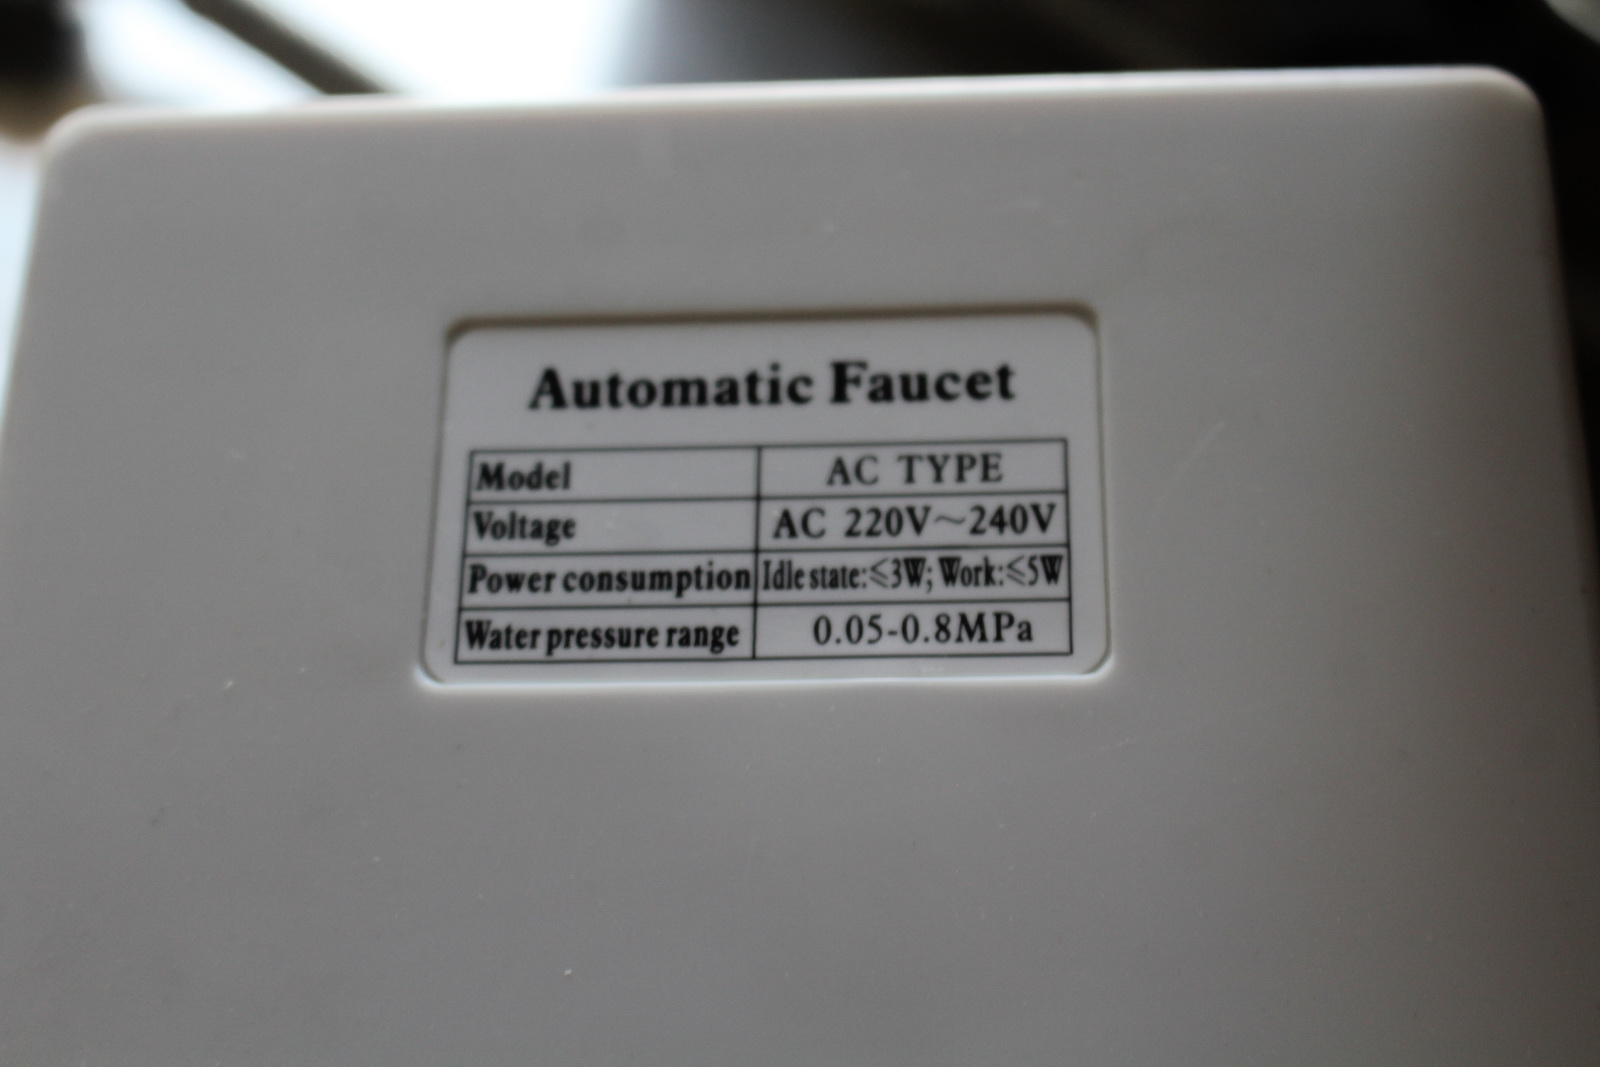 Automatic Faucet
Model AC TYPE
Voltage AC 220V～240V
Power consumption Idle state:⩽3W; Work:⩽5W
Water pressure range 0.05-0.8MPa